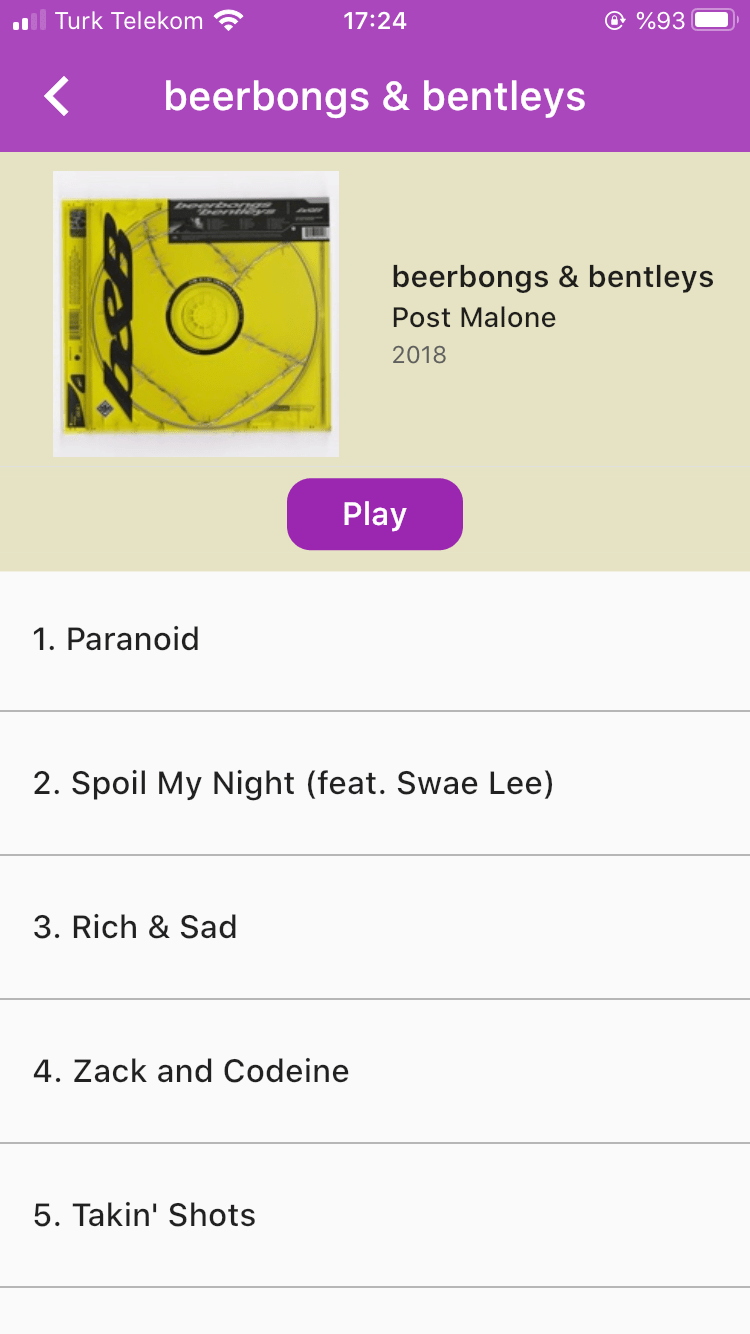 Turk Telekom 17:24 %93
beerbongs & bentleys
beerbongs
bentleys
b&b
beerbongs & bentleys
Post Malone
2018
Play
1. Paranoid
2. Spoil My Night (feat. Swae Lee)
3. Rich & Sad
4. Zack and Codeine
5. Takin' Shots